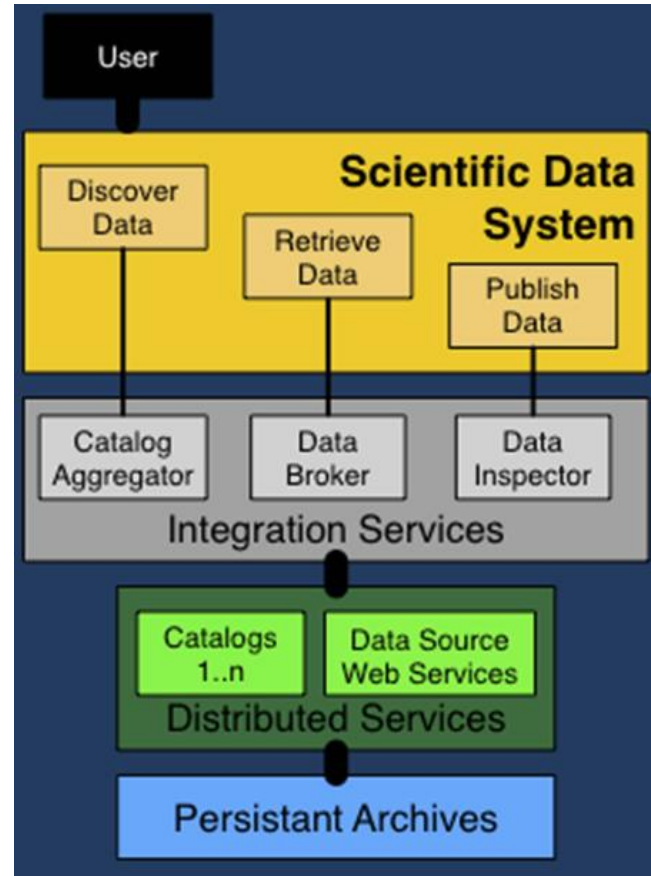 User
Scientific Data
System
Discover
Data
Retrieve
Data
Publish
Data
Catalog
Aggregator
Data
Broker
Data
Inspector
Integration Services
Catalogs
1..n
Data Source
Web Services
Distributed Services
Persistant Archives